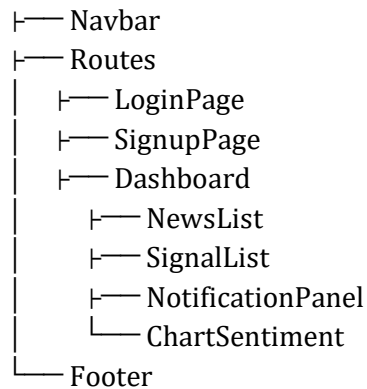 ├── Navbar
├── Routes
│   ├── LoginPage
│   ├── SignupPage
│   ├── Dashboard
│       ├── NewsList
│       ├── SignalList
│       ├── NotificationPanel
│       └── ChartSentiment
└── Footer